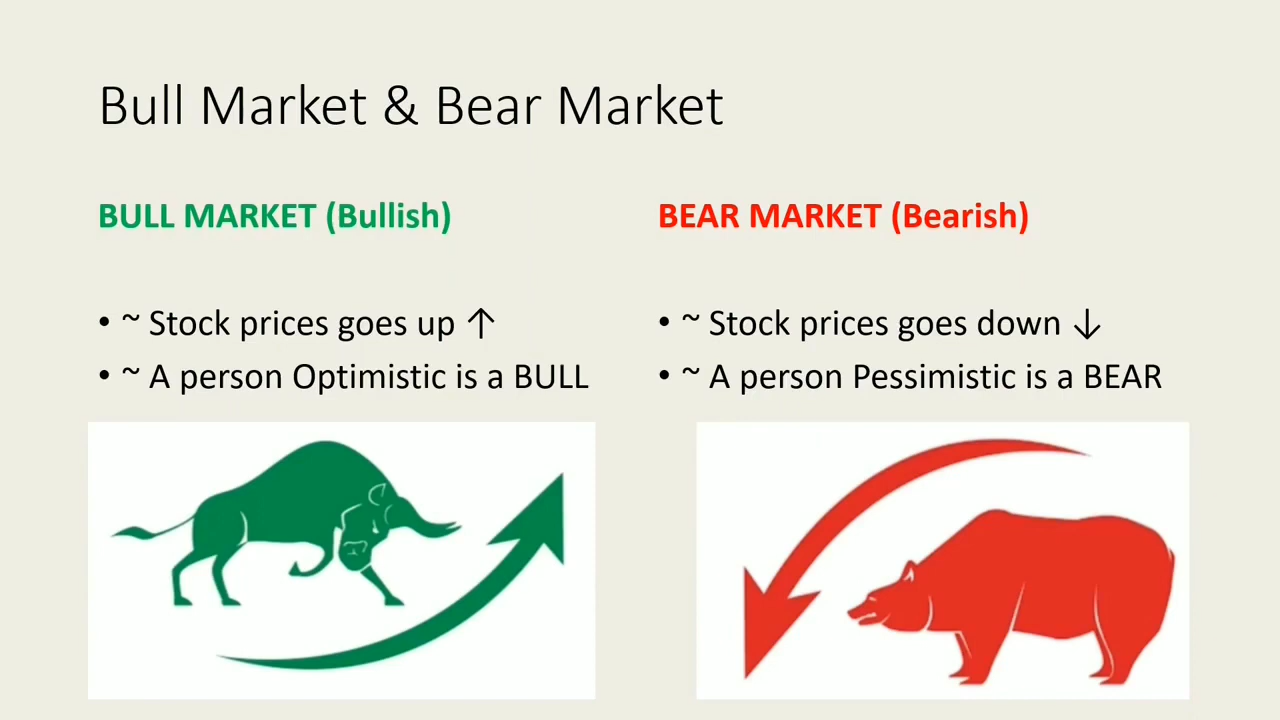 Bull Market & Bear Market
BULL MARKET (Bullish)
• ~ Stock prices goes up ↑
• ~ A person Optimistic is a BULL
BEAR MARKET (Bearish)
• ~ Stock prices goes down ↓
• ~ A person Pessimistic is a BEAR